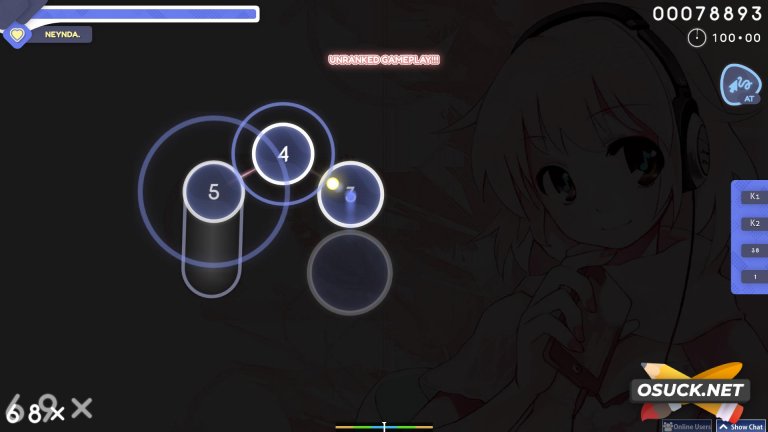 00078893
NEYNDA.
100.00
UNRANKED GAMEPLAY!!!
AT
4
5
3
K1
K2
38
1
OSUCK.NET
68x
Online Users
Show Chat